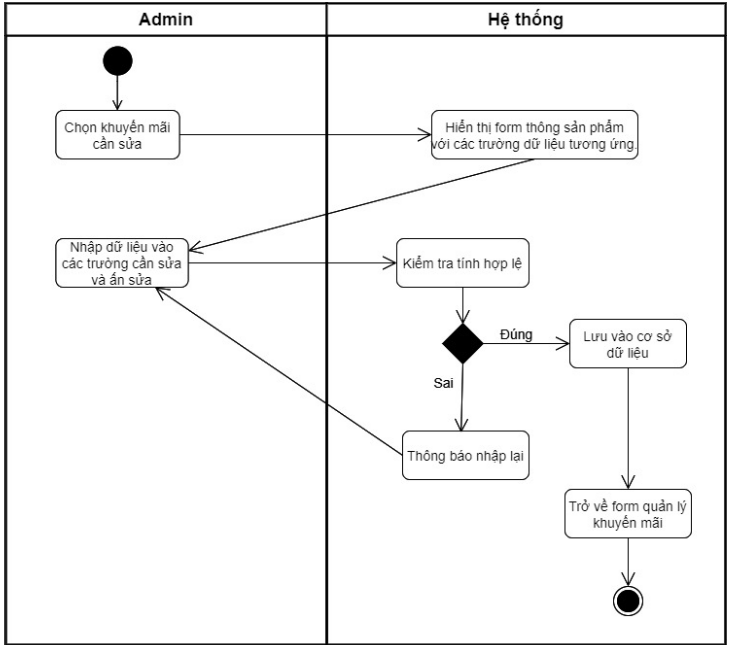 Admin
Hệ thống
Chọn khuyến mãi
cần sửa
Hiển thị form thông sản phẩm
với các trường dữ liệu tương ứng.
Nhập dữ liệu vào
các trường cần sửa
và ấn sửa
Kiểm tra tính hợp lệ
Đúng
Lưu vào cơ sở
dữ liệu
Sai
Thông báo nhập lại
Trở về form quản lý
khuyến mãi